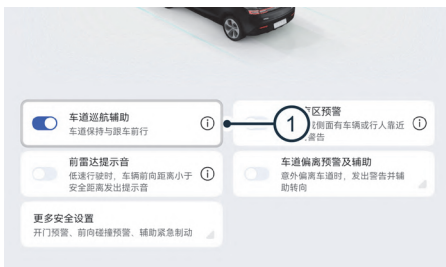 车道巡航辅助
车道保持与跟车前行
1
区预警
侧面有车辆或行人靠近
警告
前雷达提示音
低速行驶时，车辆前向距离小于
安全距离发出提示音
车道偏离预警及辅助
意外偏离车道时，发出警告并辅
助转向
更多安全设置
开门预警、前向碰撞预警、辅助紧急制动